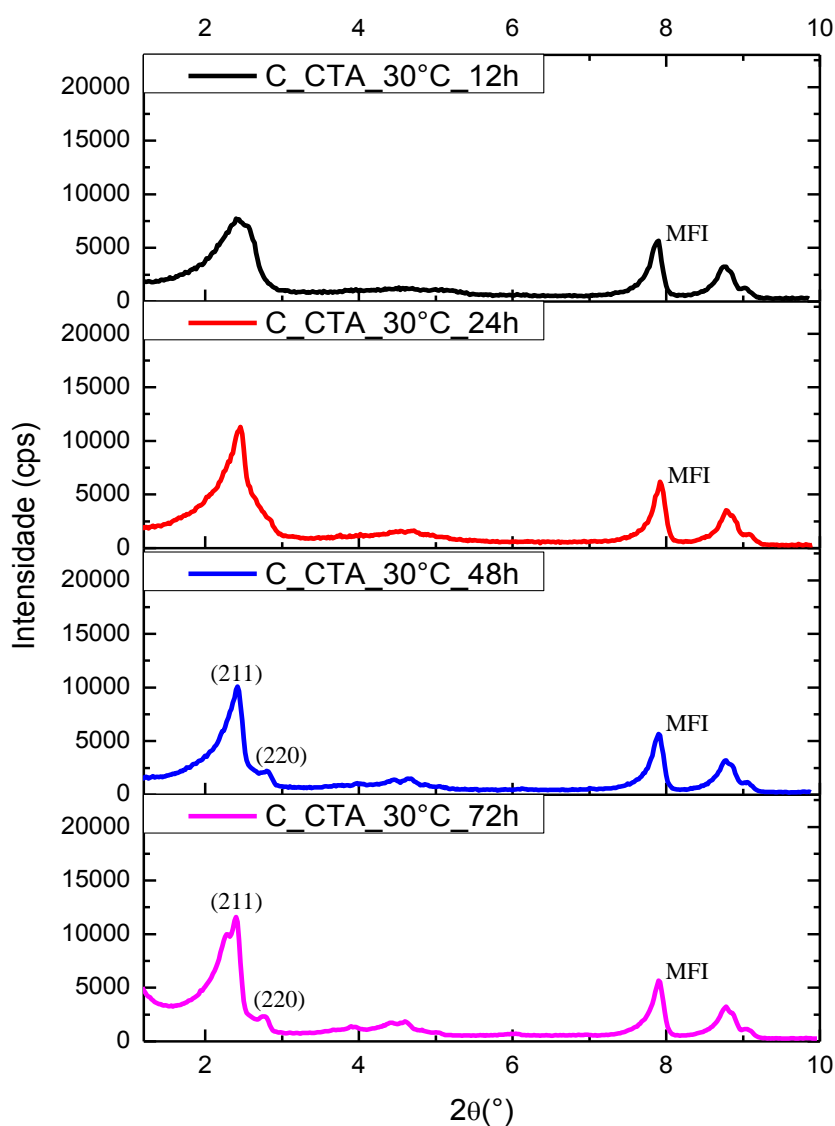 2 4 6 8 10
C_CTA_30°C_12h
20000
15000
10000
5000
0
MFI
C_CTA_30°C_24h
20000
15000
10000
5000
0
MFI
Intensidade (cps)
C_CTA_30°C_48h
20000
15000
10000
5000
0
(211)
(220)
MFI
C_CTA_30°C_72h
20000
15000
10000
5000
0
(211)
(220)
MFI
2 4 6 8 10
2θ(°)